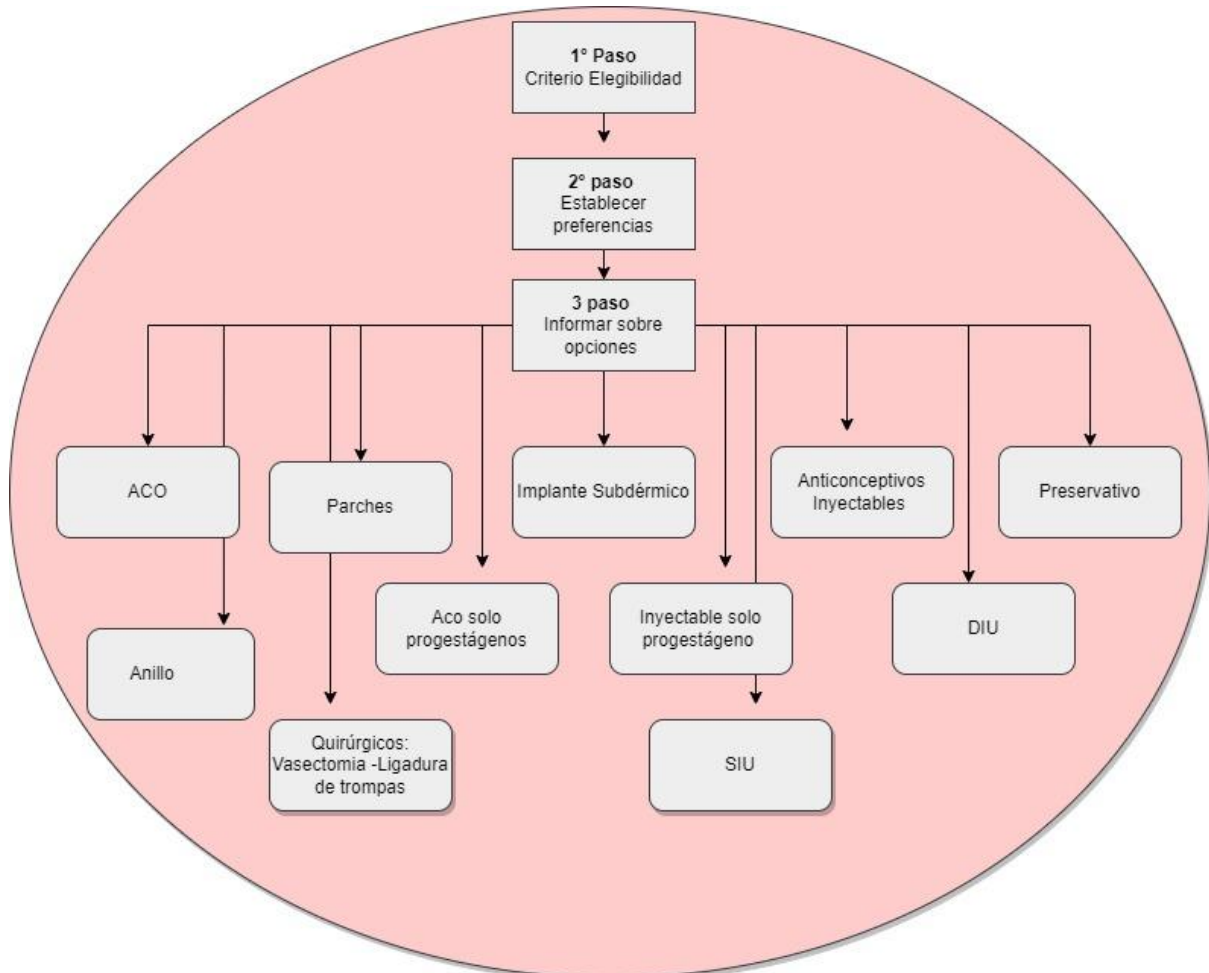 1° Paso
Criterio Elegibilidad
2° paso
Establecer
preferencias
3 paso
Informar sobre
opciones
ACO
Parches
Implante Subdérmico
Anticonceptivos
Inyectables
Preservativo
Anillo
Aco solo
progestágenos
Inyectable solo
progestágeno
DIU
Quirúrgicos:
Vasectomia -Ligadura
de trompas
SIU